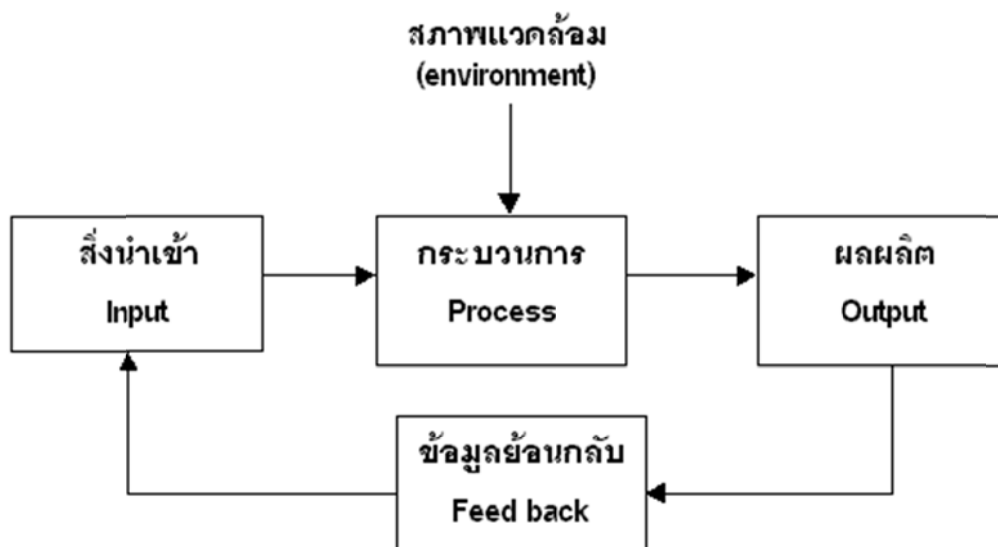 สภาพแวดล้อม
(environment)
สิ่งนำเข้า
Input
กระบวนการ
Process
ผลผลิต
Output
ข้อมูลย้อนกลับ
Feed back